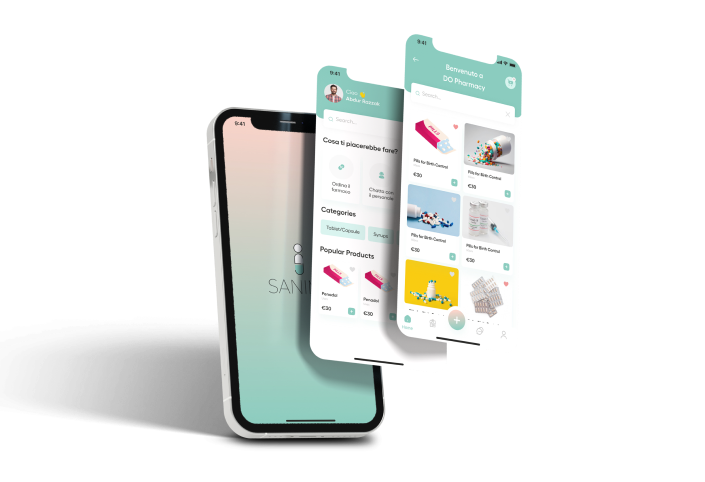 9:41
SANI
9:41
Ciao
Abdur Razzak
Search...
Cosa ti piacerebbe fare?
Ordina il
farmaco
Chatta con
il personale
Categories
Tablet/Capsule
Syrups
Popular Products
Panadol
€30
Panadol
€30
9:41
Benvenuto a
DO Pharmacy
Search...
Pills for Birth Control
€30
Pills for Birth Control
€30
Pills for Birth Control
€30
Pills for Birth Control
€30
Home